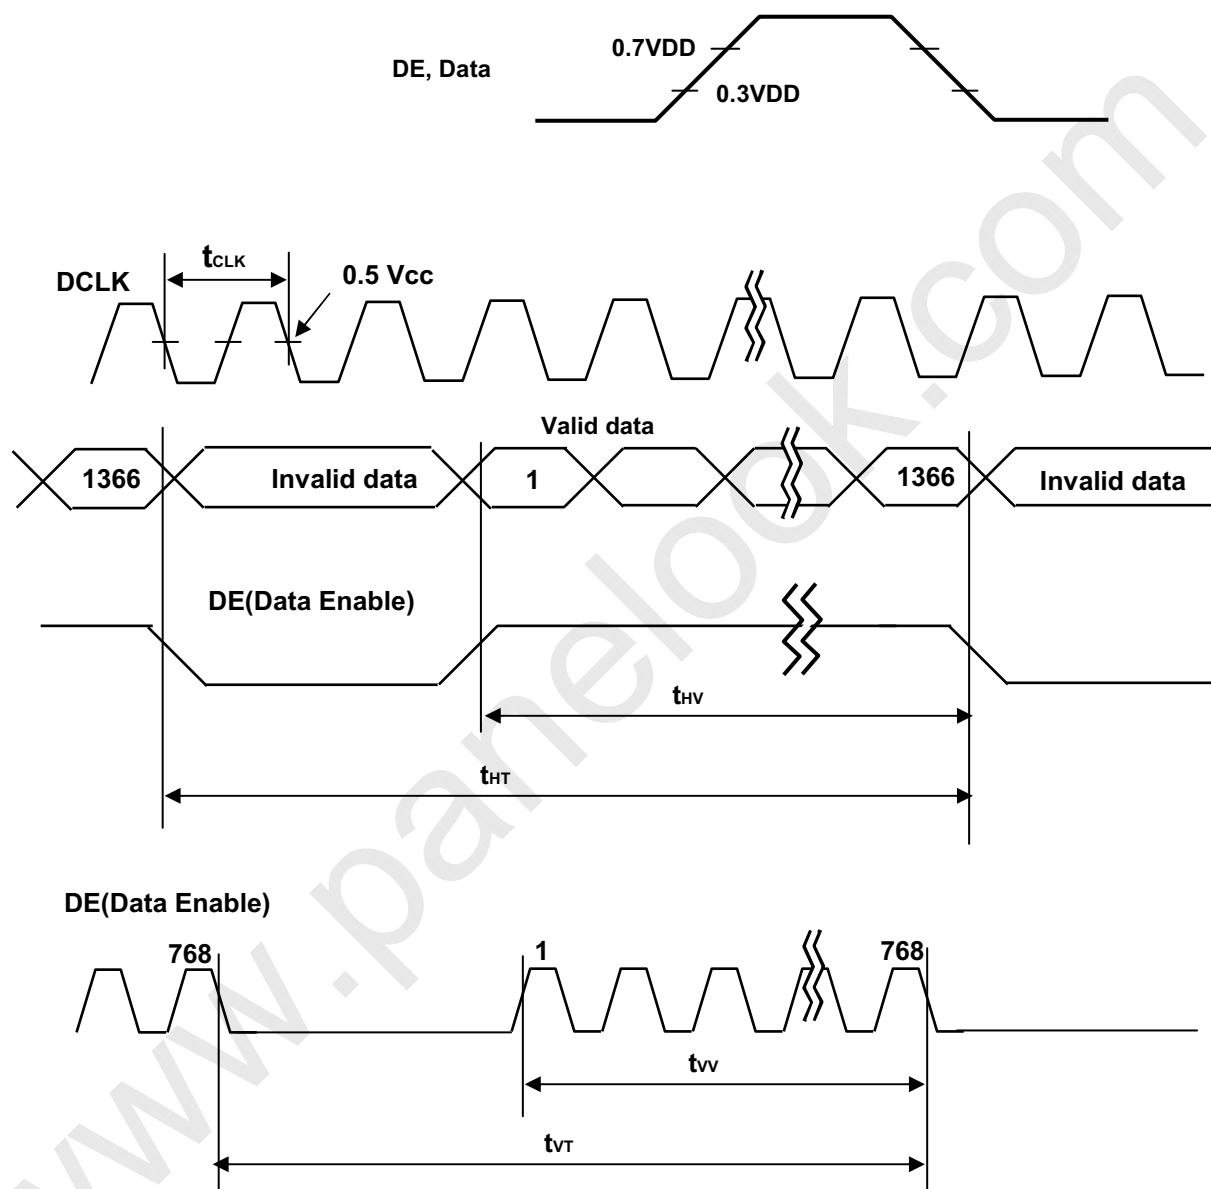 0.7VDD
DE, Data
0.3VDD
tCLK
DCLK
0.5 Vcc
Valid data
1366
Invalid data
1
1366
Invalid data
DE(Data Enable)
tHV
tHT
DE(Data Enable)
768
1
768
tVV
tVT
www.panelook.com